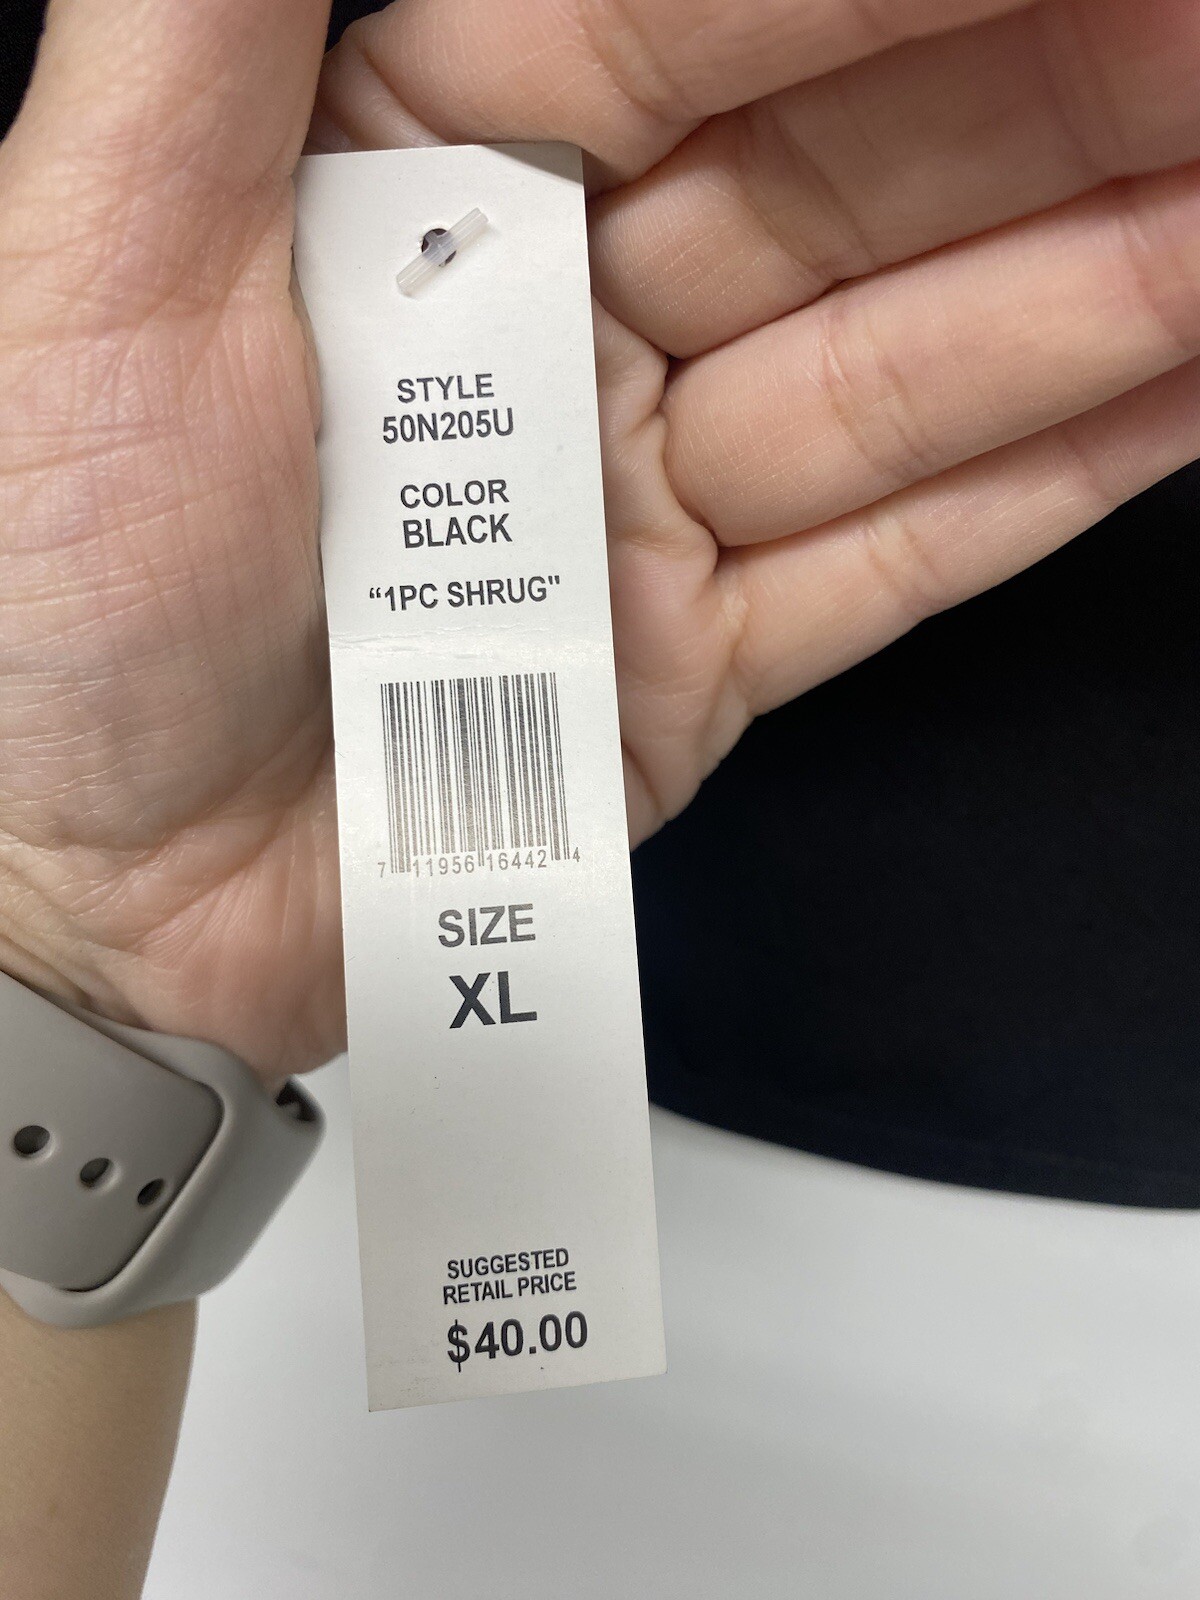 STYLE
50N205U
COLOR
BLACK
“1PC SHRUG"
7 11956 16442 4
SIZE
XL
SUGGESTED
RETAIL PRICE
$40.00